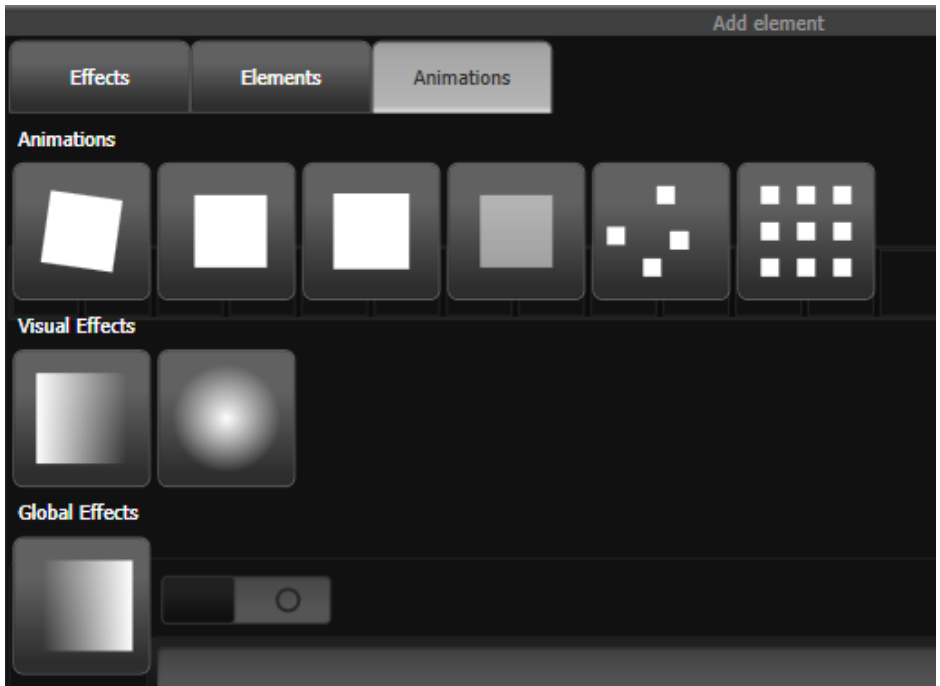 Add element
Effects
Elements
Animations
Animations
Visual Effects
Global Effects